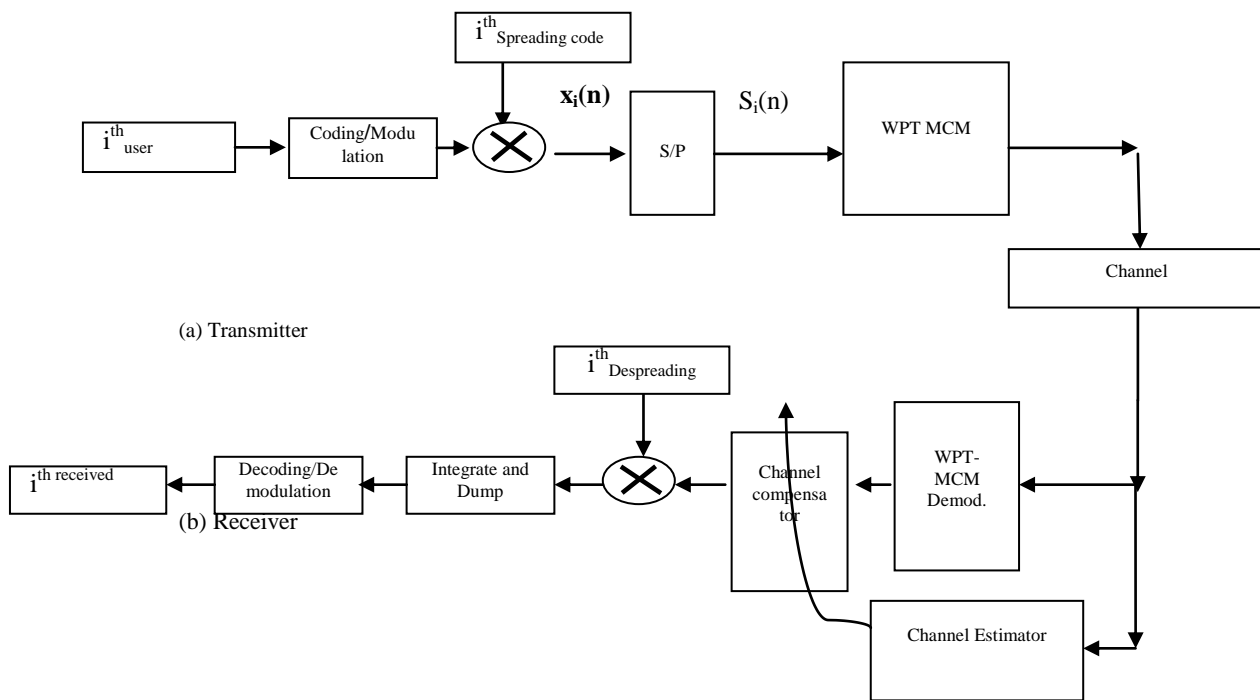 i^th Spreading code
x_i(n)
S_i(n)
i^th user
Coding/Modu
lation
S/P
WPT MCM
Channel
(a) Transmitter
i^th Despreading
i^th received
Decoding/De
modulation
Integrate and
Dump
Channel
compensa
tor
WPT-
MCM
Demod.
(b) Receiver
Channel Estimator